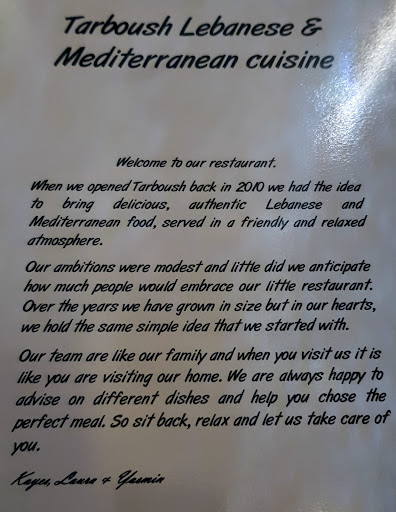 Tarboush Lebanese &
Mediterranean cuisine
Welcome to our restaurant.
When we opened Tarboush back in 2010 we had the idea
to bring delicious, authentic Lebanese and
Mediterranean food, served in a friendly and relaxed
atmosphere.
Our ambitions were modest and little did we anticipate
how much people would embrace our little restaurant.
Over the years we have grown in size but in our hearts,
we hold the same simple idea that we started with.
Our team are like our family and when you visit us it is
like you are visiting our home. We are always happy to
advise on different dishes and help you chose the
perfect meal. So sit back, relax and let us take care of
you.
Kayes, Laura & Yasmin